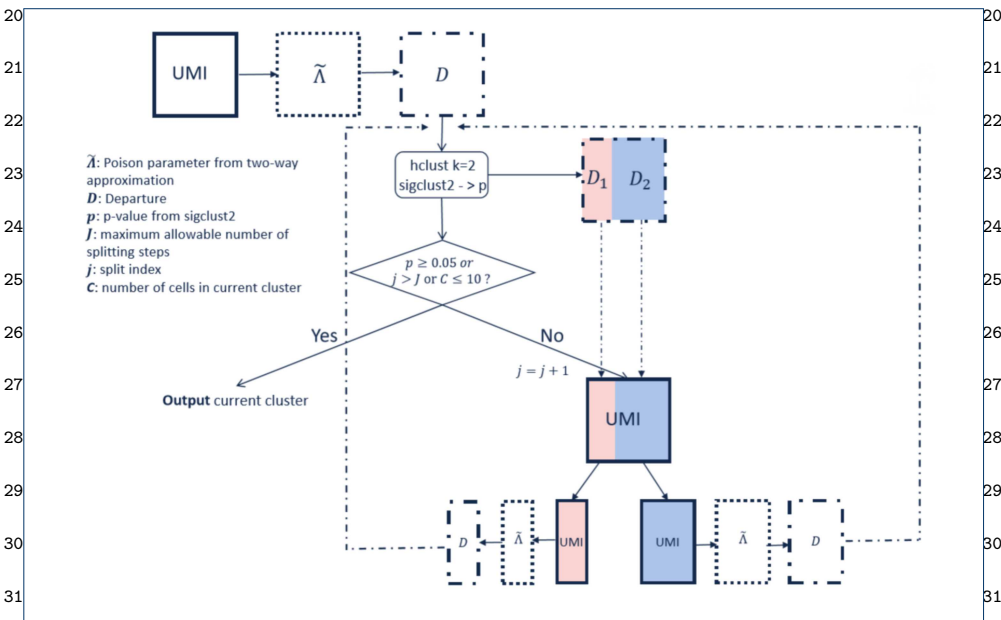 20 20
21 21
22 22
23 23
24 24
25 25
26 26
27 27
28 28
29 29
30 30
31 31
UMI Λ̃ D
Λ̃: Poison parameter from two-way
approximation
D: Departure
p: p-value from sigclust2
J: maximum allowable number of
splitting steps
j: split index
C: number of cells in current cluster
hclust k=2
sigclust2 - > p
D₁ D₂
p ≥ 0.05 or
j > J or C ≤ 10 ?
Yes No
j = j + 1
Output current cluster
UMI
D Λ̃ UMI UMI Λ̃ D